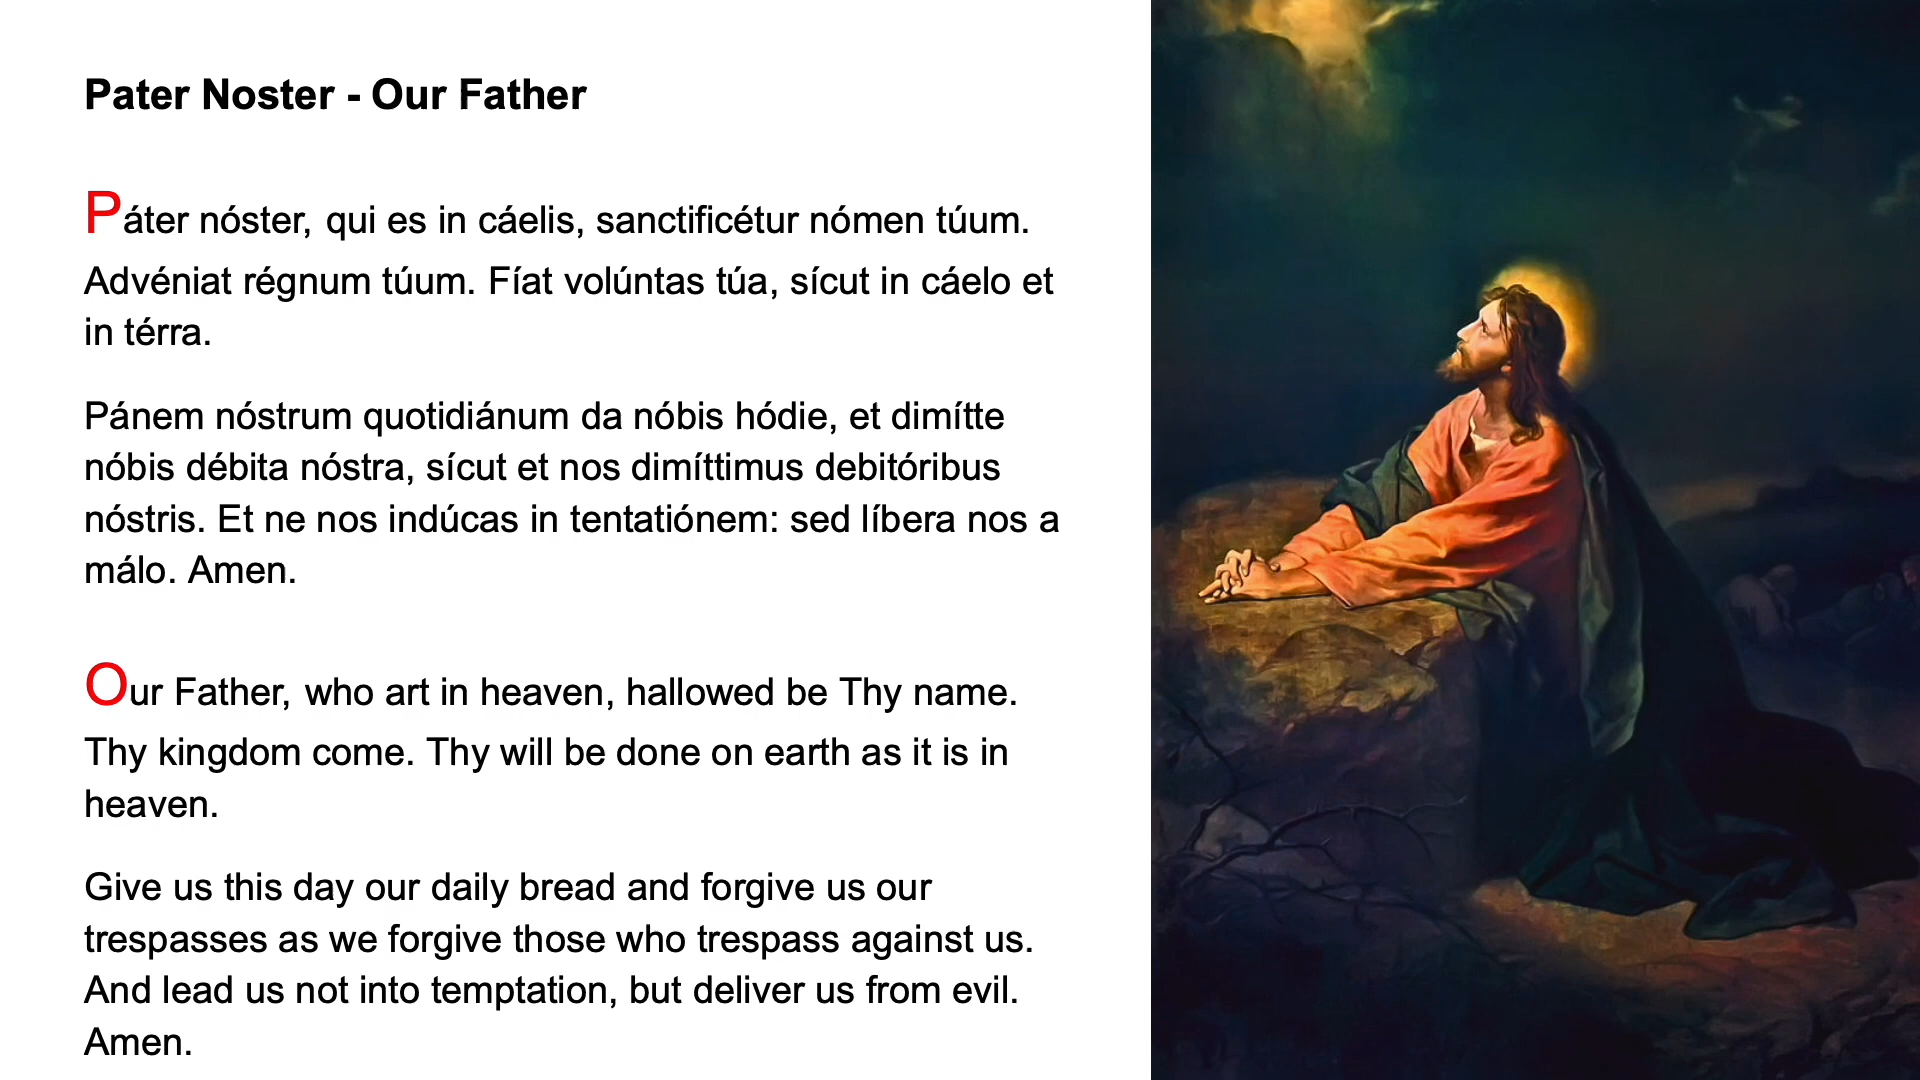 Pater Noster - Our Father
Páter nóster, qui es in cáelis, sanctificétur nómen túum.
Advéniat régnum túum. Fíat volúntas túa, sícut in cáelo et
in térra.
Pánem nóstrum quotidiánum da nóbis hódie, et dimítte
nóbis débita nóstra, sícut et nos dimíttimus debitóribus
nóstris. Et ne nos indúcas in tentatiónem: sed líbera nos a
málo. Amen.
Our Father, who art in heaven, hallowed be Thy name.
Thy kingdom come. Thy will be done on earth as it is in
heaven.
Give us this day our daily bread and forgive us our
trespasses as we forgive those who trespass against us.
And lead us not into temptation, but deliver us from evil.
Amen.